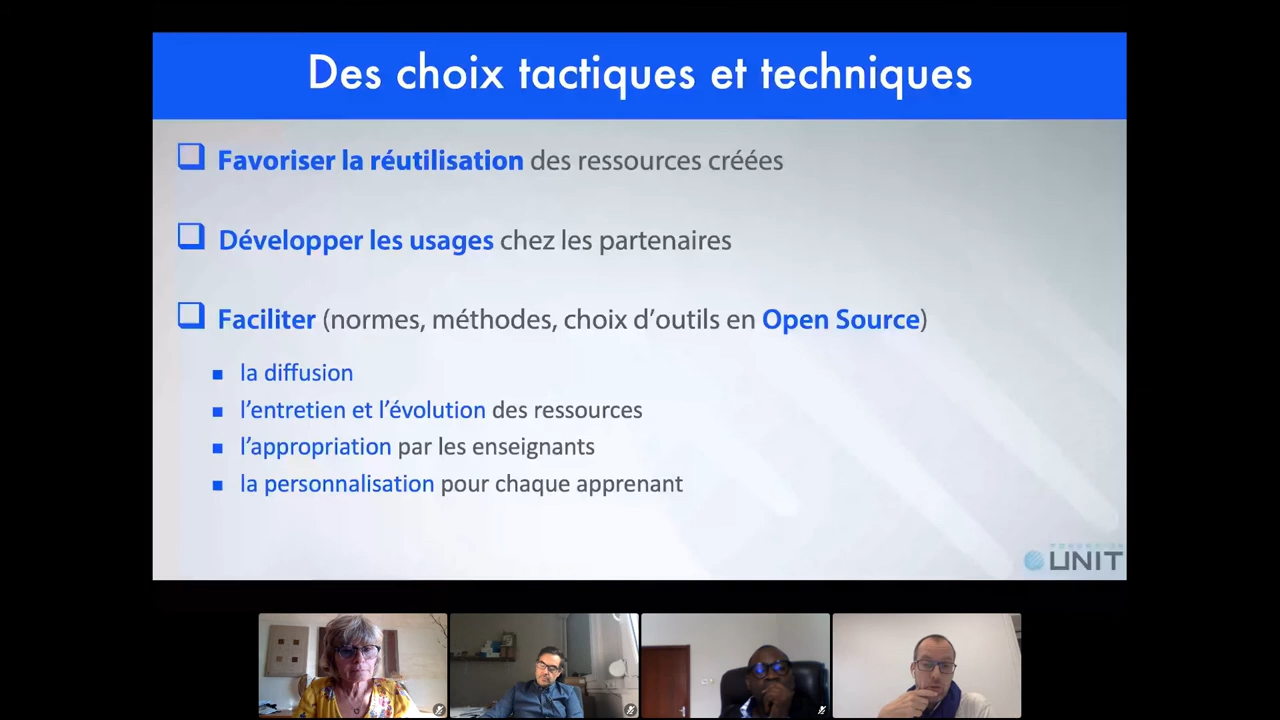 Des choix tactiques et techniques
Favoriser la réutilisation des ressources créées
Développer les usages chez les partenaires
Faciliter (normes, méthodes, choix d’outils en Open Source)
la diffusion
l’entretien et l’évolution des ressources
l’appropriation par les enseignants
la personnalisation pour chaque apprenant
UNIT